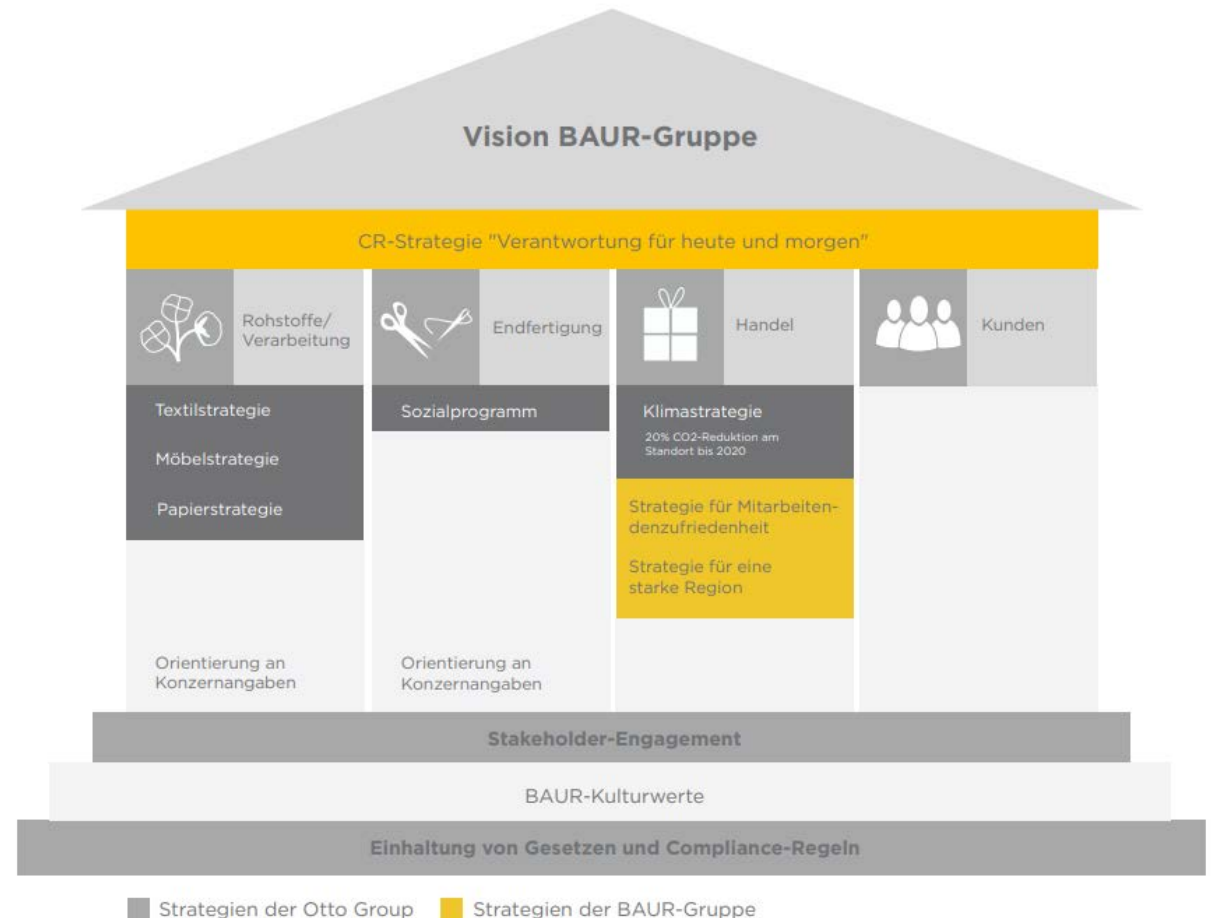 Vision BAUR-Gruppe
CR-Strategie "Verantwortung für heute und morgen"
Rohstoffe/
Verarbeitung
Endfertigung
Handel
Kunden
Textilstrategie
Möbelstrategie
Papierstrategie
Orientierung an
Konzernangaben
Sozialprogramm
Orientierung an
Konzernangaben
Klimastrategie
20% CO2-Reduktion am
Standort bis 2020
Strategie für Mitarbeiten-
denzufriedenheit
Strategie für eine
starke Region
Stakeholder-Engagement
BAUR-Kulturwerte
Einhaltung von Gesetzen und Compliance-Regeln
Strategien der Otto Group
Strategien der BAUR-Gruppe